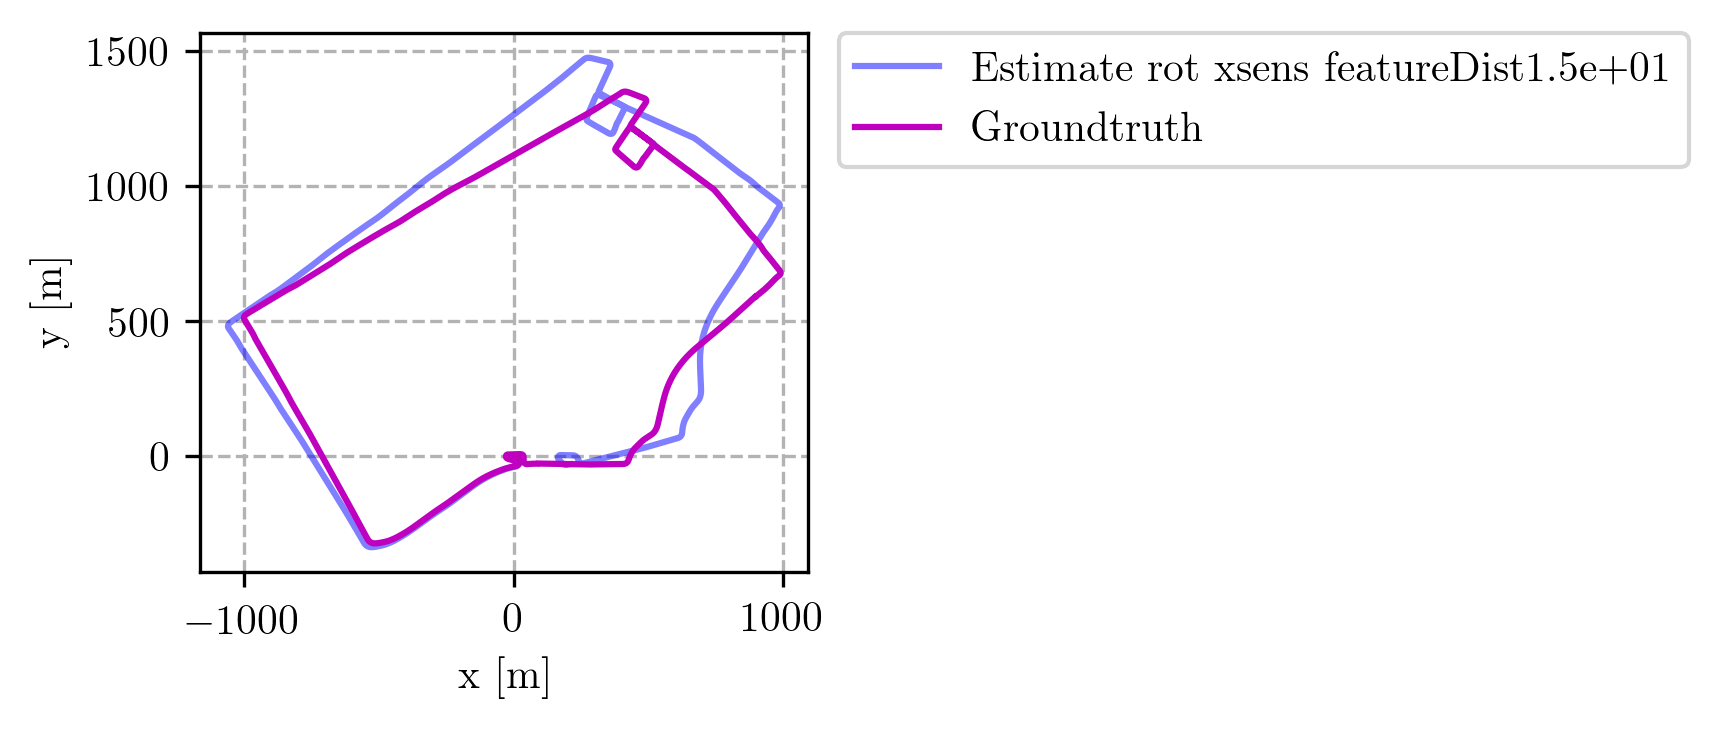 1500
1000
500
0
−1000
0
1000
y [m]
x [m]
Estimate rot xsens featureDist1.5e+01
Groundtruth